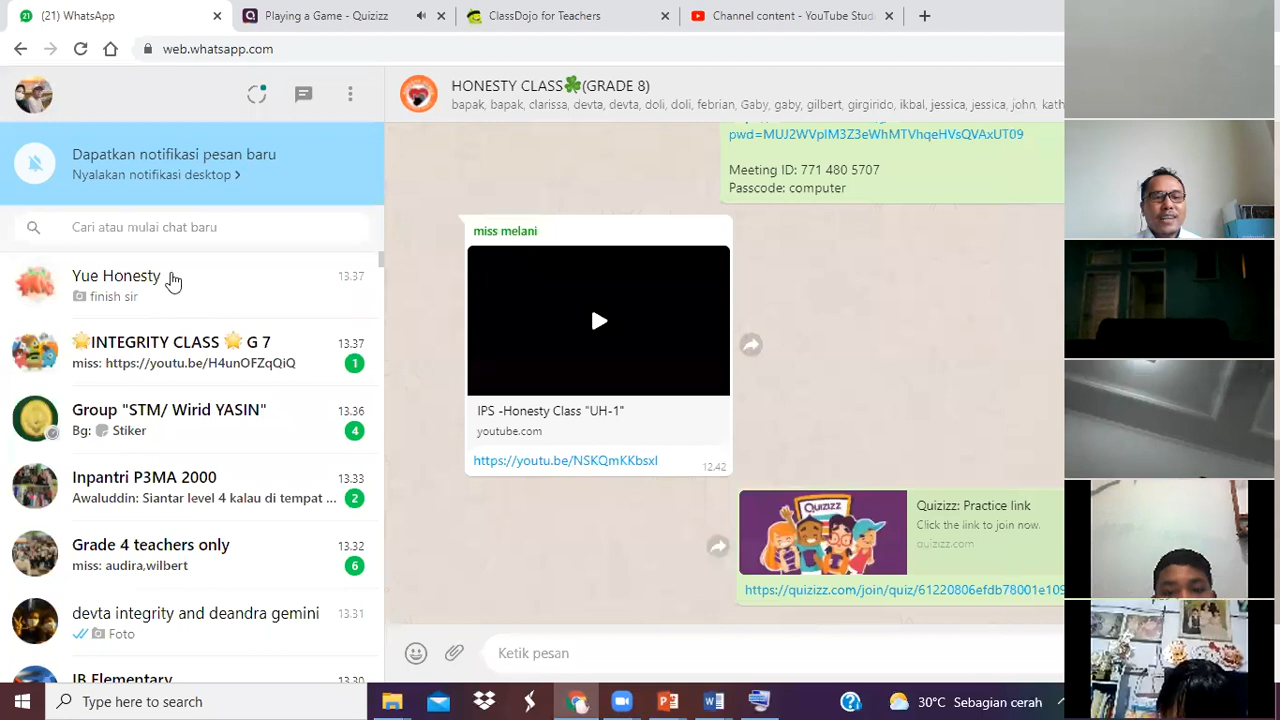 (21) WhatsApp
Playing a Game - Quizizz
ClassDojo for Teachers
Channel content - YouTube Stud
web.whatsapp.com
HONESTY CLASS🍀(GRADE 8)
bapak, bapak, clarissa, devta, devta, doli, doli, febrian, Gaby, gaby, gilbert, girgirido, ikbal, jessica, jessica, john, kath
Dapatkan notifikasi pesan baru
Nyalakan notifikasi desktop >
Cari atau mulai chat baru
Yue Honesty
13.37
finish sir
🌟INTEGRITY CLASS 🌟 G 7
13.37
miss: https://youtu.be/H4unOFZqQiQ
1
Group "STM/ Wirid YASIN"
13.36
Bg: Stiker
4
Inpantri P3MA 2000
13.33
Awaluddin: Siantar level 4 kalau di tempat ...
2
Grade 4 teachers only
13.32
miss: audira,wilbert
6
devta integrity and deandra gemini
13.31
Foto
IB Elementary
13.30
pwd=MUJ2WVplM3Z3eWhMTVhqeHVsQVAxUT09
Meeting ID: 771 480 5707
Passcode: computer
miss melani
IPS -Honesty Class "UH-1"
youtube.com
https://youtu.be/NSKQmKKbsxI
12.42
Quizizz
Quizizz: Practice link
Click the link to join now.
quizizz.com
https://quizizz.com/join/quiz/61220806efdb78001e109
Ketik pesan
Type here to search
30°C Sebagian cerah